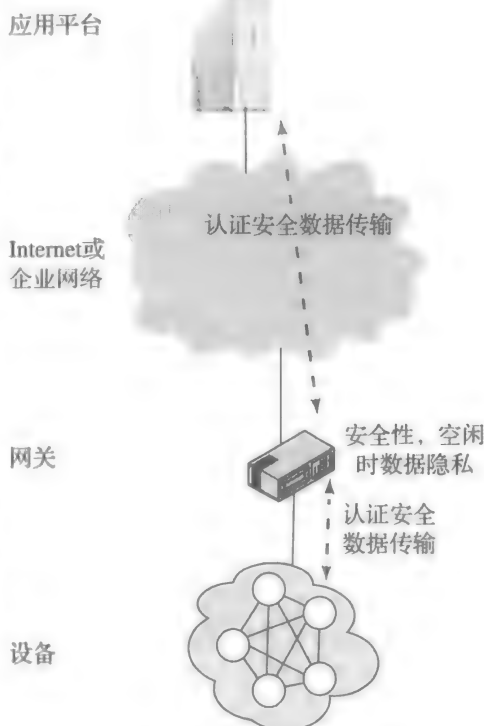 应用平台
认证安全数据传输
Internet或
企业网络
网关
安全性，空闲
时数据隐私
认证安全
数据传输
设备